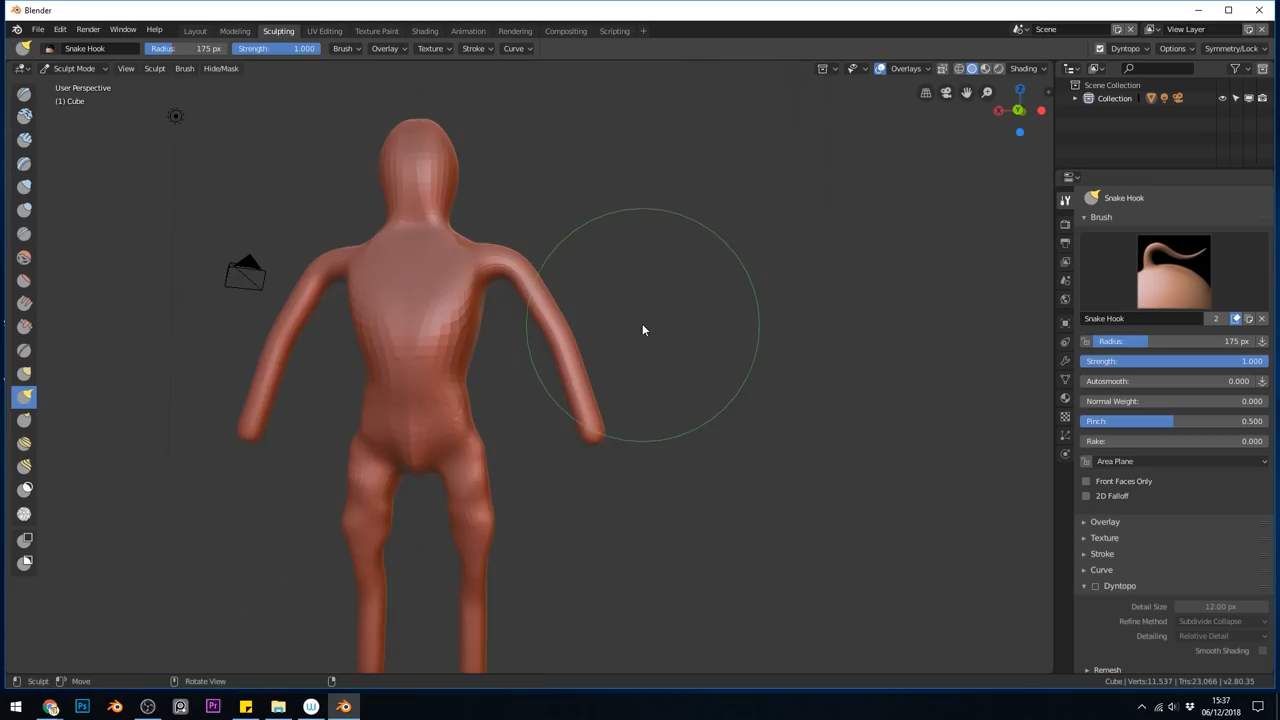 Blender
File Edit Render Window Help Layout Modeling Sculpting UV Editing Texture Paint Shading Animation Rendering Compositing Scripting + Scene View Layer
Snake Hook Radius: 175 px Strength: 1.000 Brush Overlay Texture Stroke Curve Dyntopo Options Symmetry/Lock
Sculpt Mode View Sculpt Brush Hide/Mask Overlays Shading
User Perspective
(1) Cube
Z
Y
X
Scene Collection
Collection
Snake Hook
Brush
Snake Hook 2
Radius: 175 px
Strength: 1.000
Autosmooth: 0.000
Normal Weight: 0.000
Pinch: 0.500
Rake: 0.000
Area Plane
Front Faces Only
2D Falloff
Overlay
Texture
Stroke
Curve
Dyntopo
Detail Size 12.00 px
Refine Method Subdivide Collapse
Detailing Relative Detail
Smooth Shading
Remesh
Sculpt Move Rotate View Cube | Verts:11,537 | Tris:23,066 | v2.80.35
Ps Pr W 15:37
06/12/2018